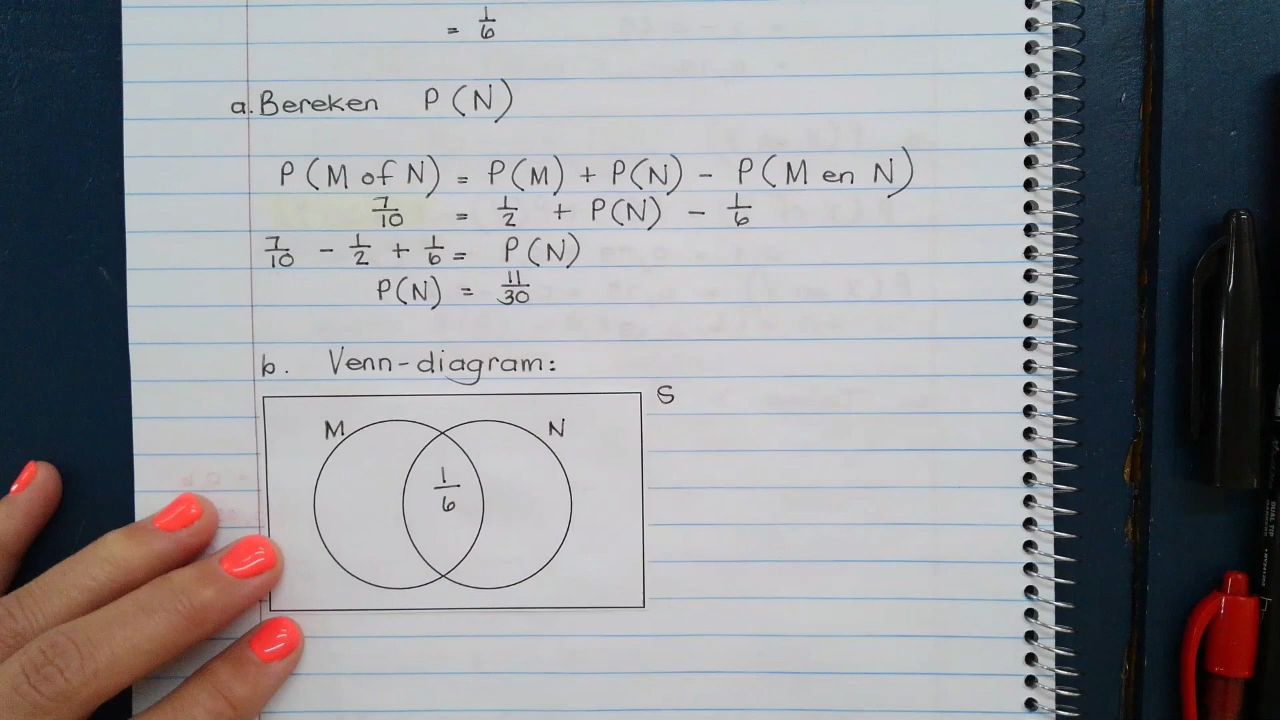 = 1/6
a. Bereken P(N)
P(M of N) = P(M) + P(N) - P(M en N)
7/10 = 1/2 + P(N) - 1/6
7/10 - 1/2 + 1/6 = P(N)
P(N) = 11/30
b. Venn-diagram:
S
M N
1/6